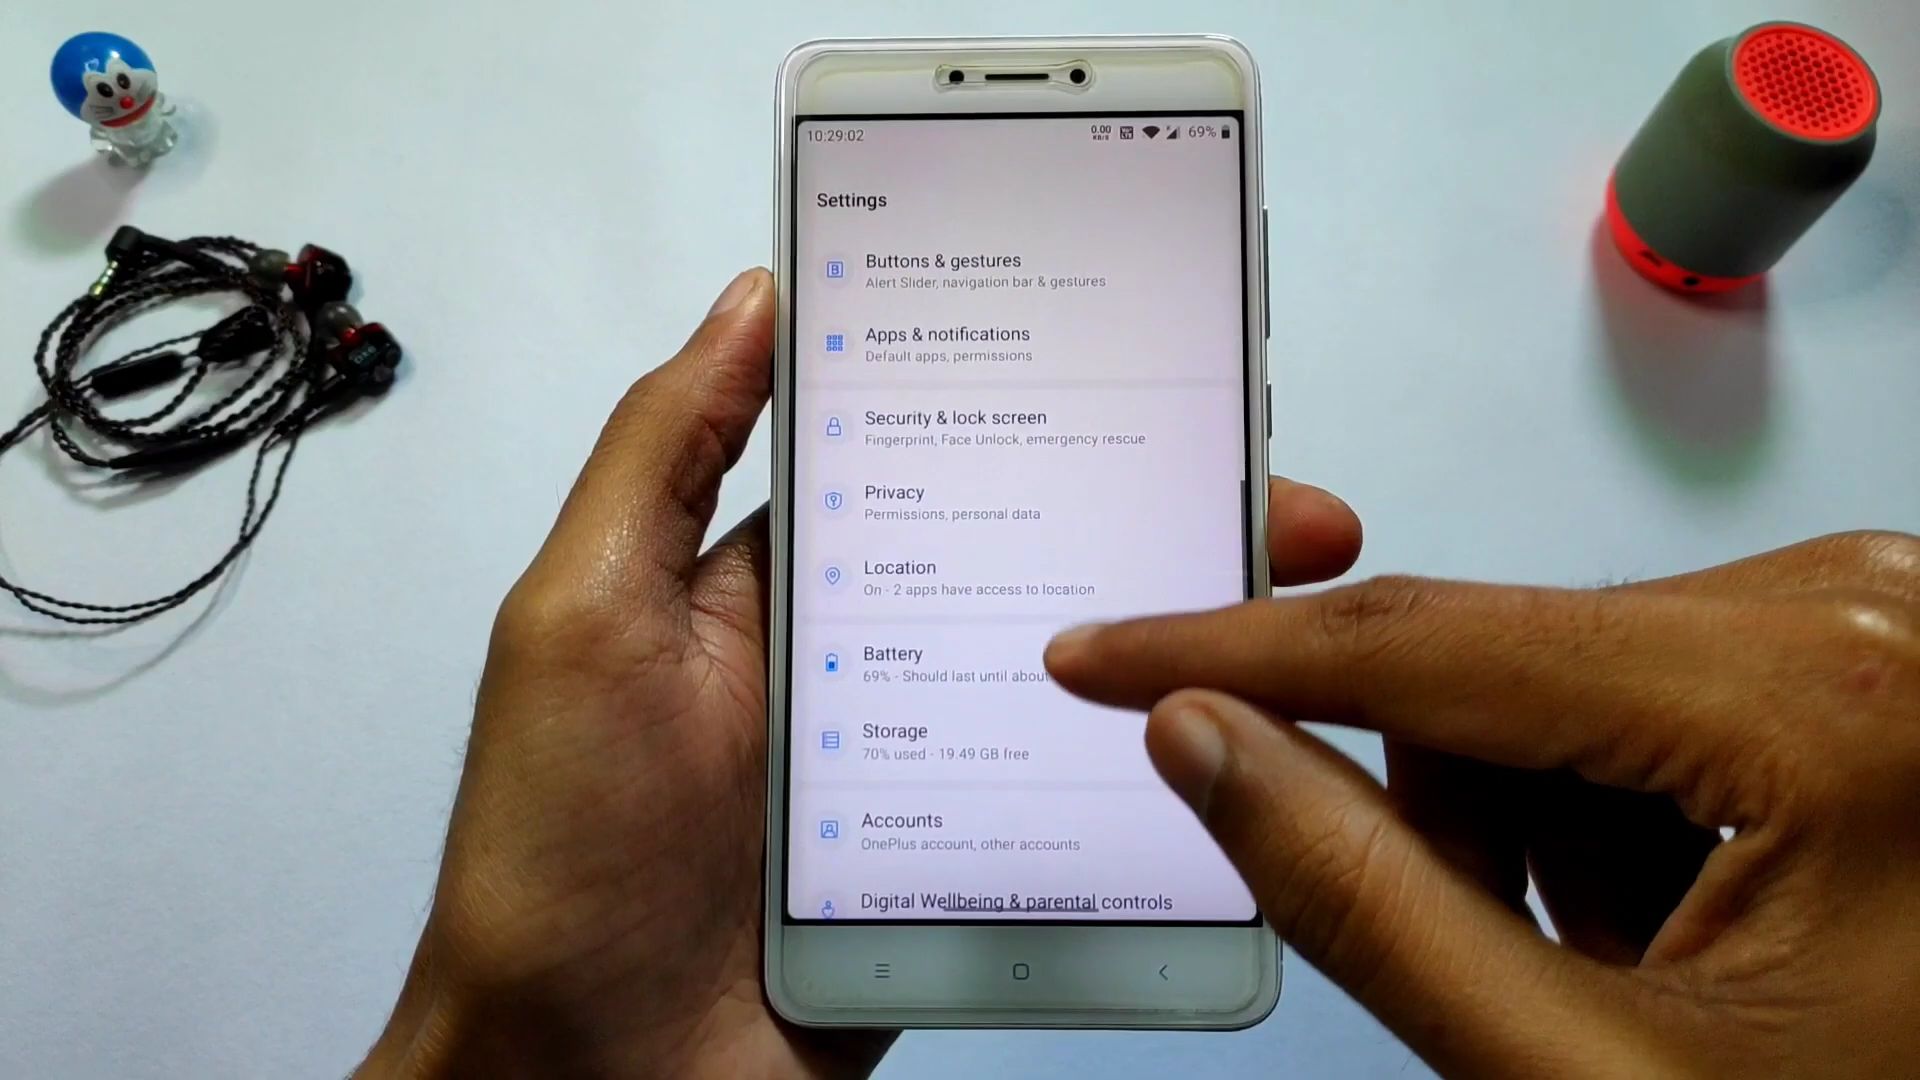 10:29:02
0.00 KB/S
69%
Settings
Buttons & gestures
Alert Slider, navigation bar & gestures
Apps & notifications
Default apps, permissions
Security & lock screen
Fingerprint, Face Unlock, emergency rescue
Privacy
Permissions, personal data
Location
On - 2 apps have access to location
Battery
69% - Should last until about
Storage
70% used - 19.49 GB free
Accounts
OnePlus account, other accounts
Digital Wellbeing & parental controls